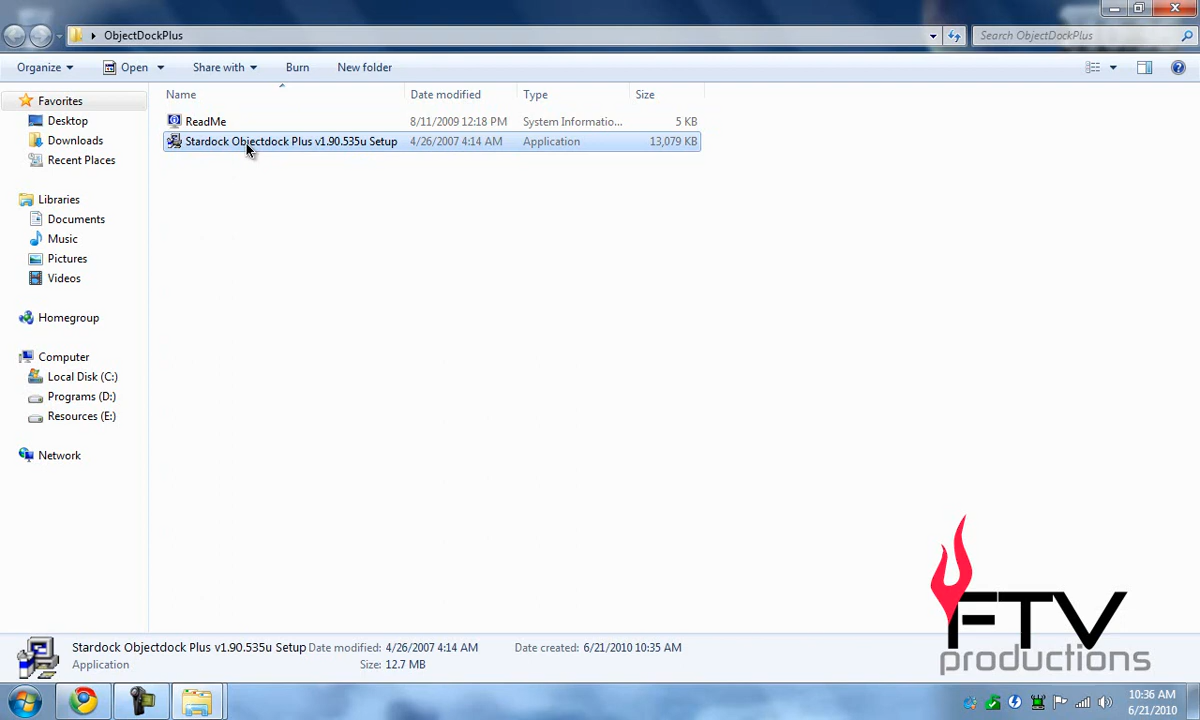 ObjectDockPlus
Search ObjectDockPlus
Organize Open Share with Burn New folder
Name Date modified Type Size
Favorites
Desktop
Downloads
Recent Places
Libraries
Documents
Music
Pictures
Videos
Homegroup
Computer
Local Disk (C:)
Programs (D:)
Resources (E:)
Network
ReadMe 8/11/2009 12:18 PM System Informatio... 5 KB
Stardock Objectdock Plus v1.90.535u Setup 4/26/2007 4:14 AM Application 13,079 KB
FTV
productions
Stardock Objectdock Plus v1.90.535u Setup Date modified: 4/26/2007 4:14 AM Date created: 6/21/2010 10:35 AM
Application Size: 12.7 MB
10:36 AM
6/21/2010